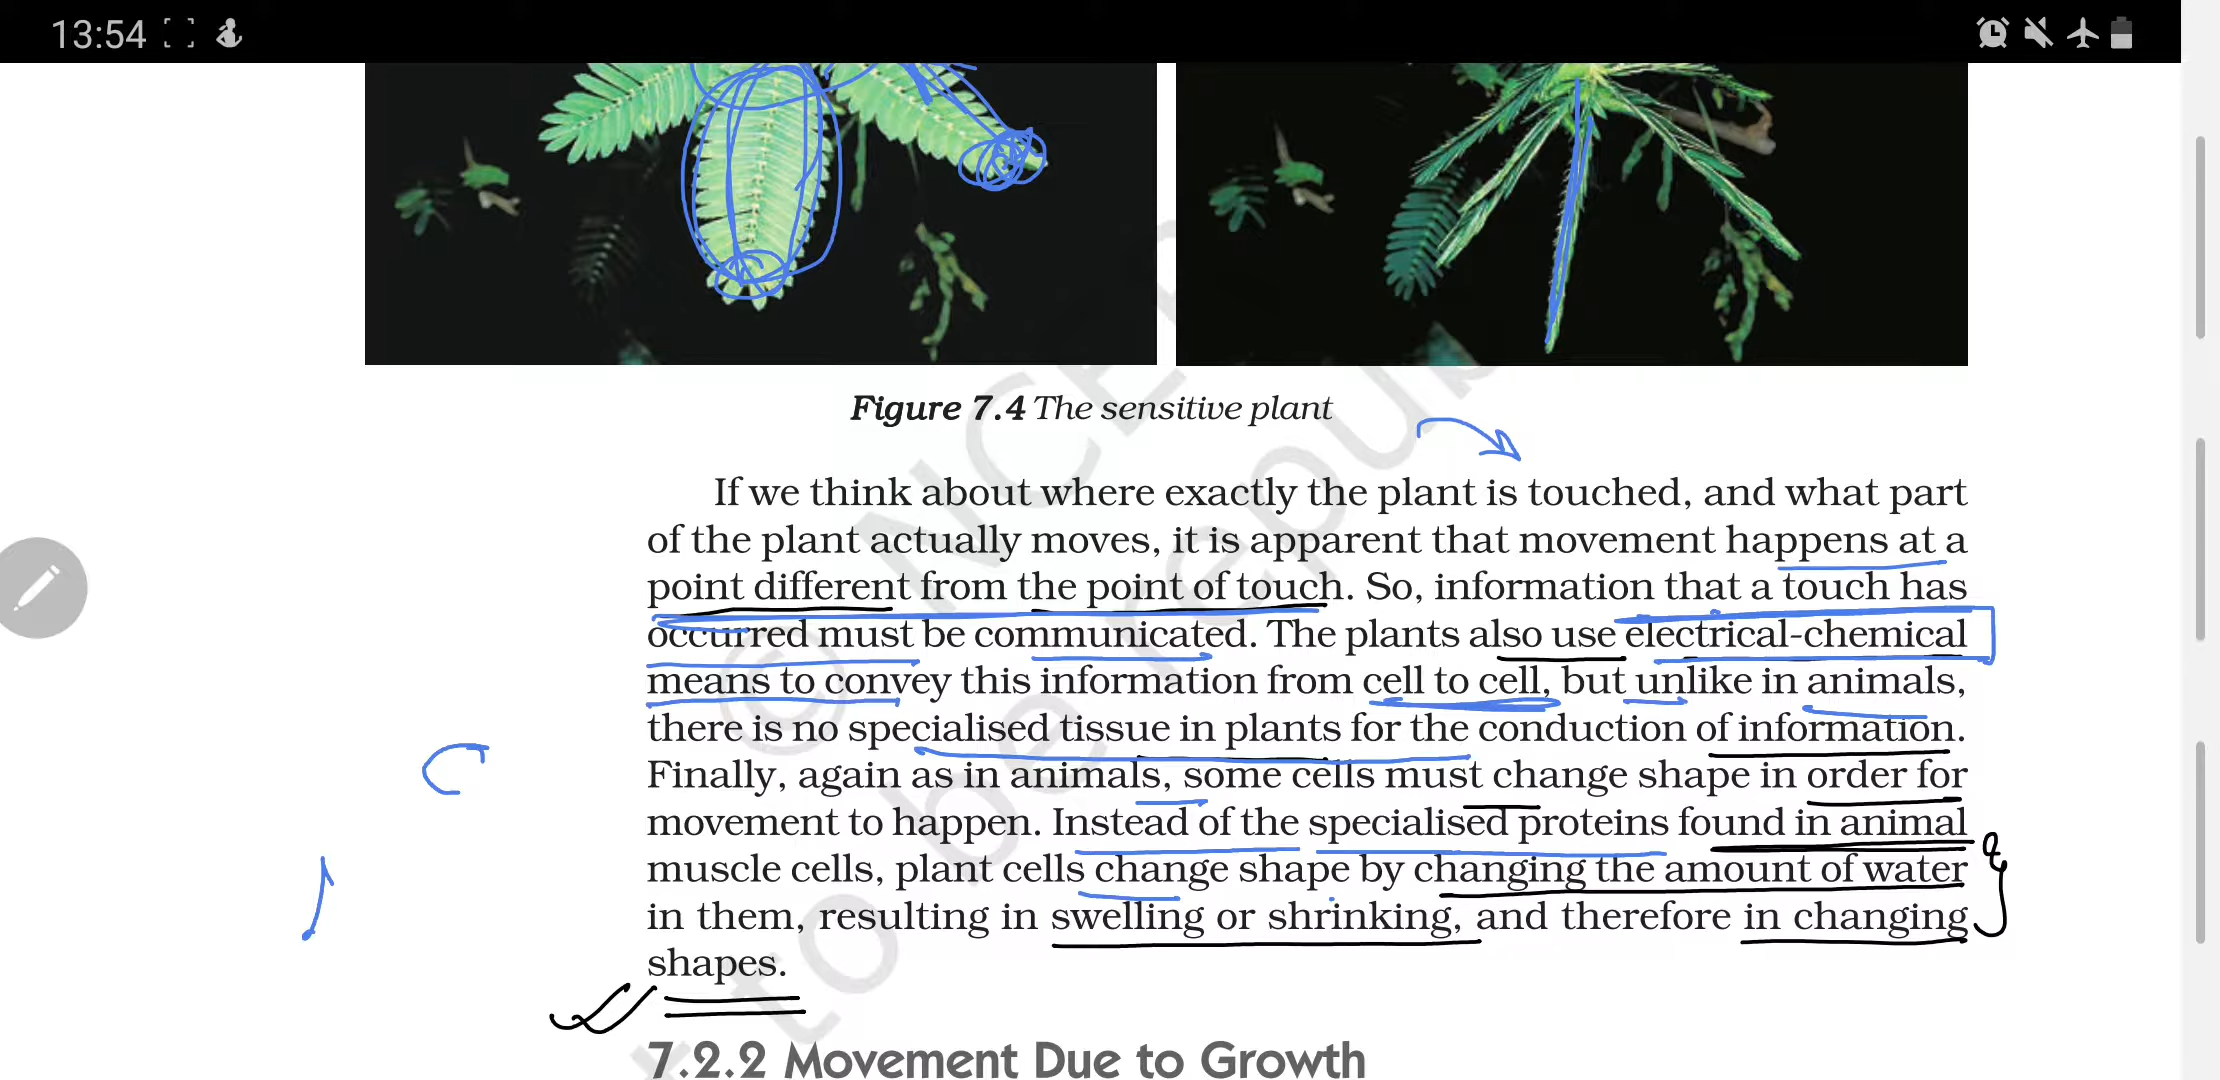 13:54
Figure 7.4 The sensitive plant
If we think about where exactly the plant is touched, and what part
of the plant actually moves, it is apparent that movement happens at a
point different from the point of touch. So, information that a touch has
occurred must be communicated. The plants also use electrical-chemical
means to convey this information from cell to cell, but unlike in animals,
there is no specialised tissue in plants for the conduction of information.
Finally, again as in animals, some cells must change shape in order for
movement to happen. Instead of the specialised proteins found in animal
muscle cells, plant cells change shape by changing the amount of water
in them, resulting in swelling or shrinking, and therefore in changing
shapes.
7.2.2 Movement Due to Growth